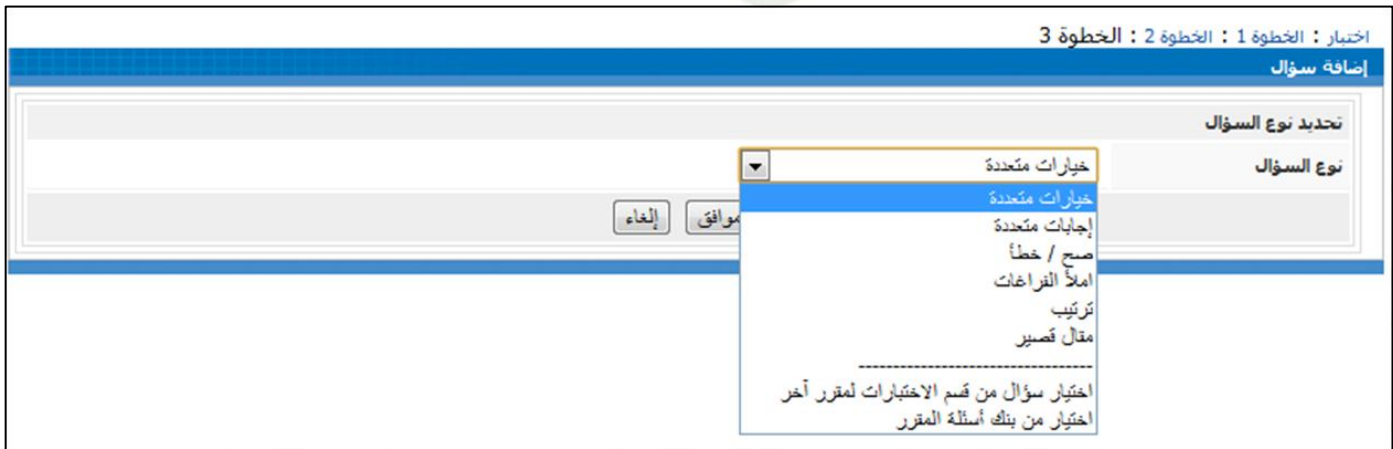 اختبار : الخطوة 1 : الخطوة 2 : الخطوة 3
إضافة سؤال
تحديد نوع السؤال
نوع السؤال
خيارات متعددة
خيارات متعددة
إجابات متعددة
صح / خطأ
املأ الفراغات
ترتيب
مقال قصير
---------------------------------
اختيار سؤال من قسم الاختبارات لمقرر آخر
اختيار من بنك أسئلة المقرر
موافق إلغاء